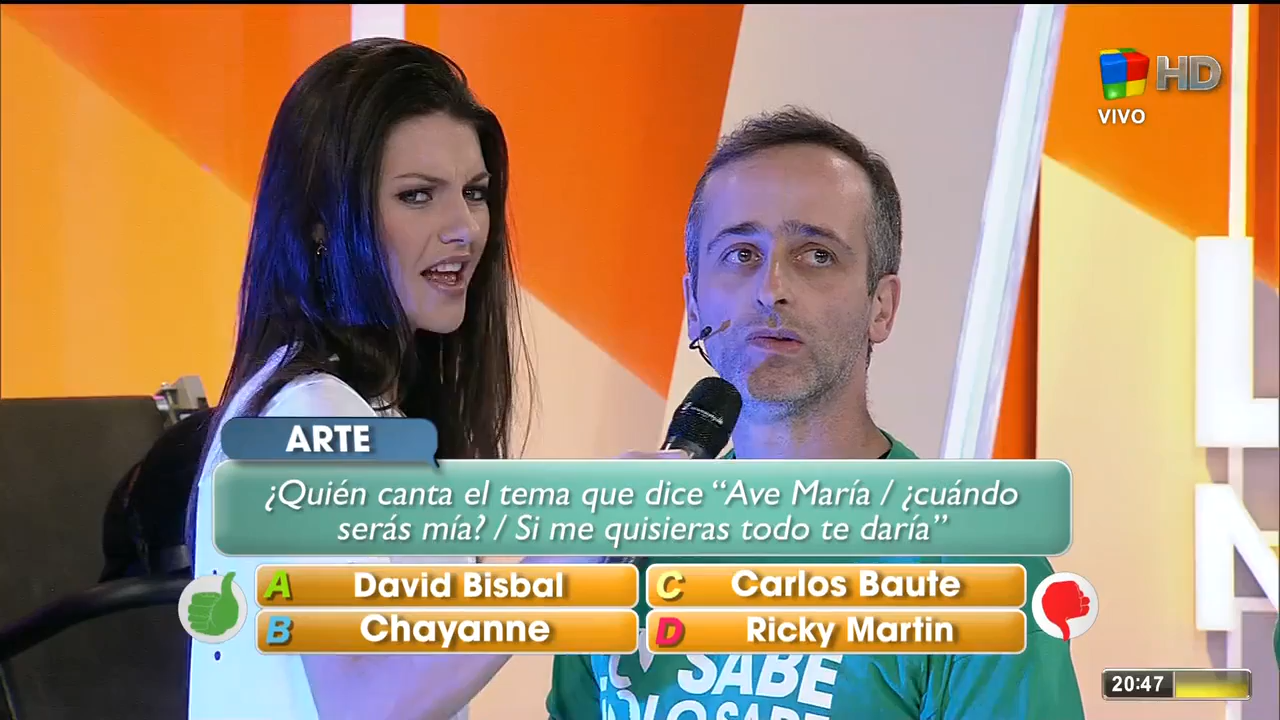 HD
VIVO
ARTE
¿Quién canta el tema que dice “Ave María / ¿cuándo
serás mía? / Si me quisieras todo te daría”
A David Bisbal
C Carlos Baute
B Chayanne
D Ricky Martin
SABE
20:47